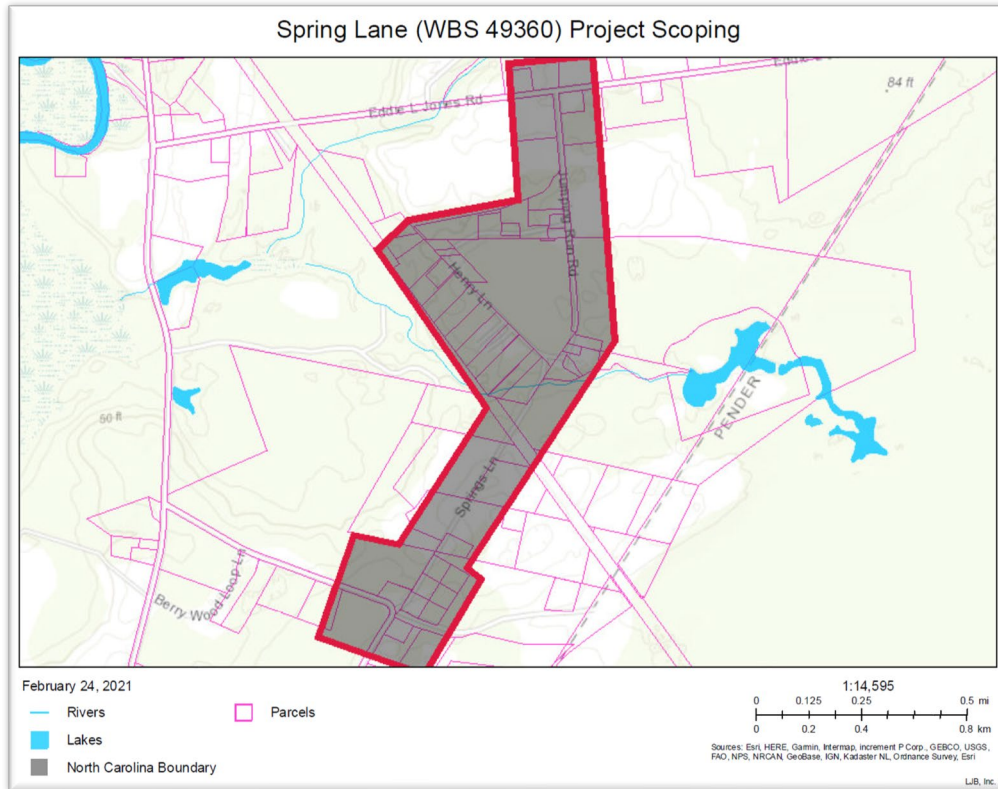 Spring Lane (WBS 49360) Project Scoping
84 ft
Eddie L Jones Rd
Run Rd
Henry Ln
PENDER
50 ft
Springs Ln
Berry Wood Loop Ln
February 24, 2021
Rivers
Parcels
Lakes
North Carolina Boundary
1:14,595
0 0.125 0.25 0.5 mi
0 0.2 0.4 0.8 km
Sources: Esri, HERE, Garmin, Intermap, increment P Corp., GEBCO, USGS,
FAO, NPS, NRCAN, GeoBase, IGN, Kadaster NL, Ordnance Survey, Esri
LJB, Inc.